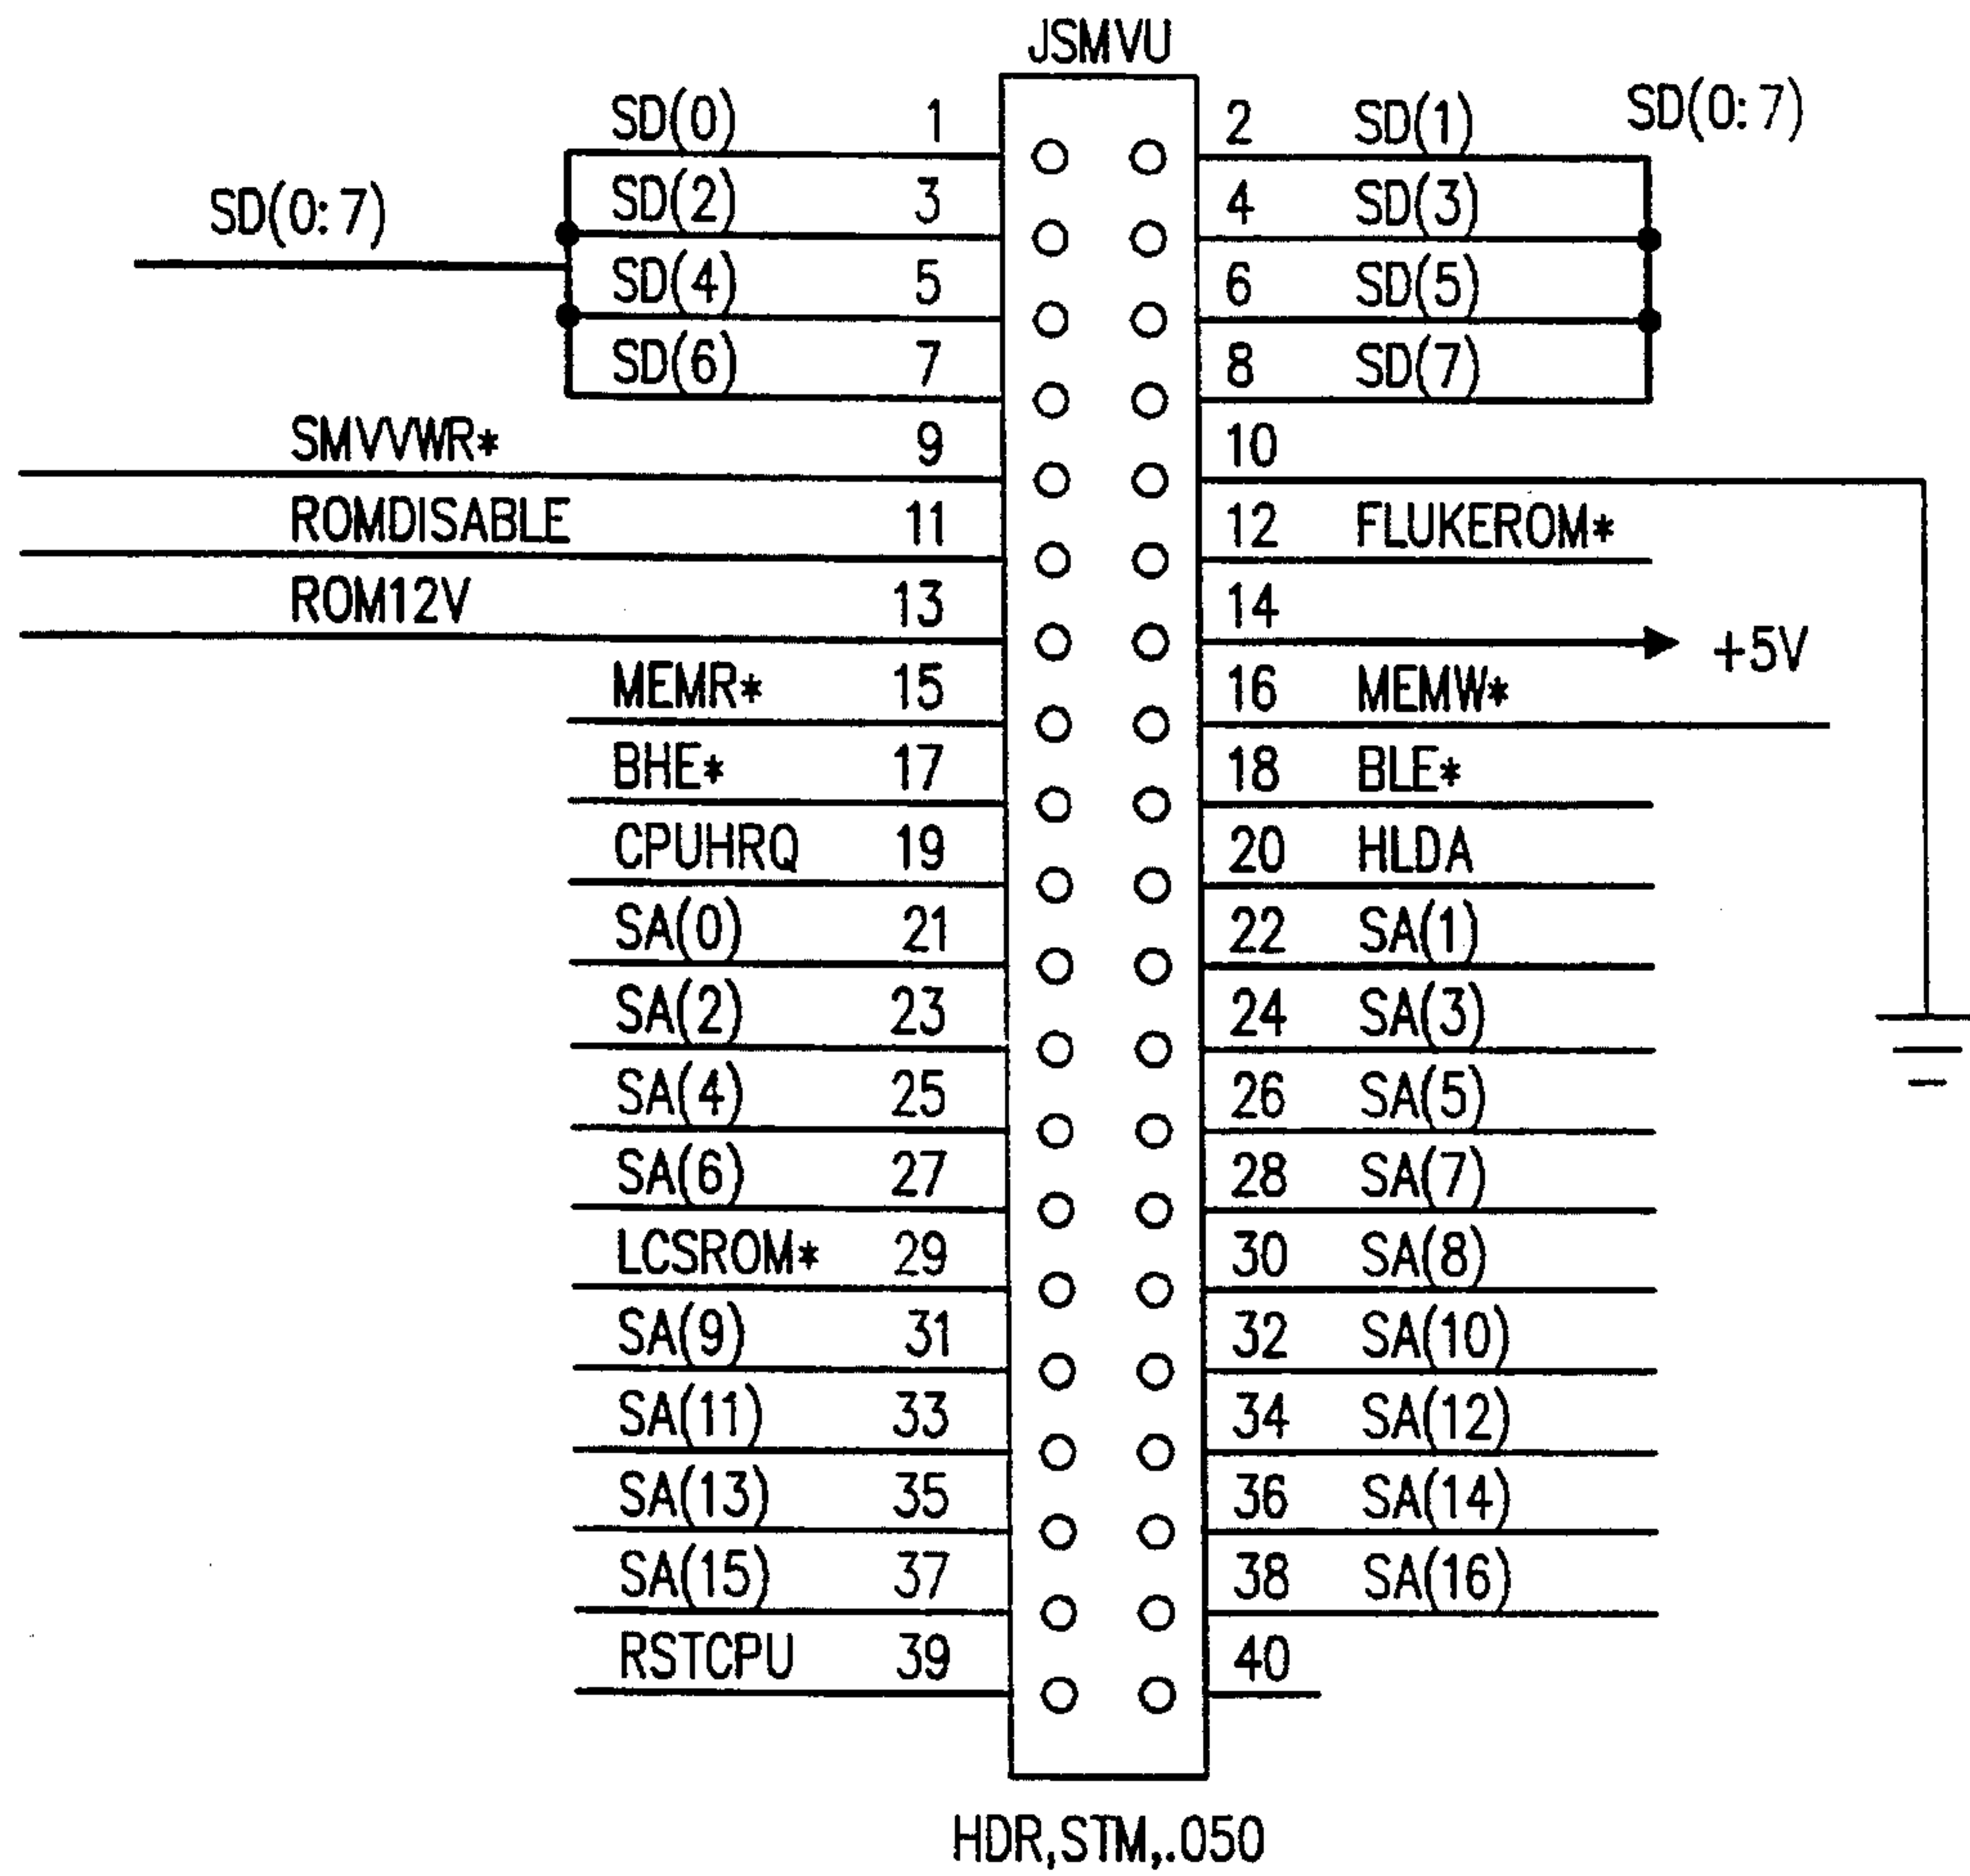 JSMVU
SD(0) 1 2 SD(1) SD(0:7)
SD(0:7) SD(2) 3 4 SD(3)
SD(4) 5 6 SD(5)
SD(6) 7 8 SD(7)
SMVVWR* 9 10
ROMDISABLE 11 12 FLUKEROM*
ROM12V 13 14 +5V
MEMR* 15 16 MEMW*
BHE* 17 18 BLE*
CPUHRQ 19 20 HLDA
SA(0) 21 22 SA(1)
SA(2) 23 24 SA(3)
SA(4) 25 26 SA(5)
SA(6) 27 28 SA(7)
LCSROM* 29 30 SA(8)
SA(9) 31 32 SA(10)
SA(11) 33 34 SA(12)
SA(13) 35 36 SA(14)
SA(15) 37 38 SA(16)
RSTCPU 39 40
HDR,STM,.050